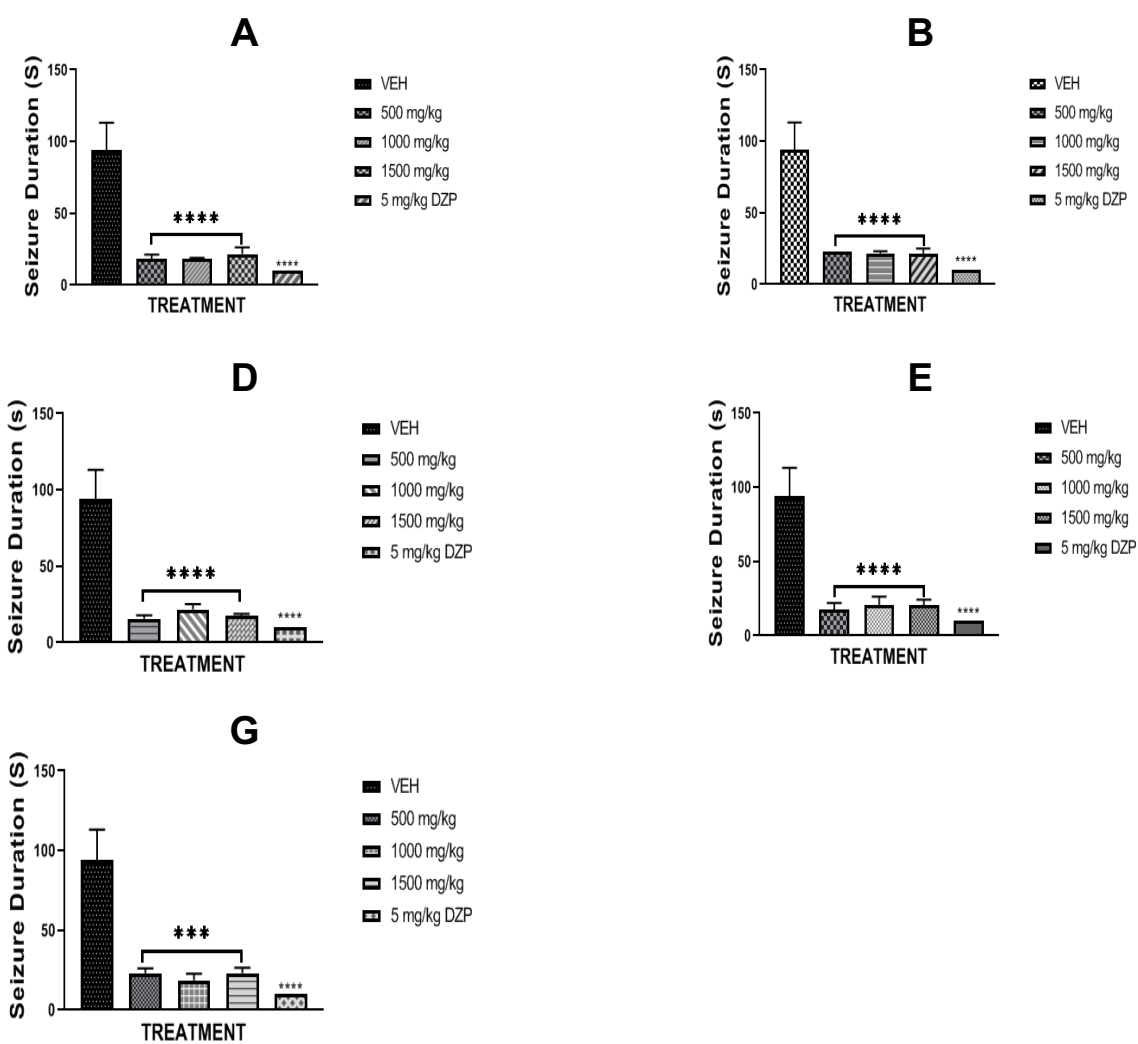 A
Seizure Duration (S)
150
100
50
0
****
****
TREATMENT
VEH
500 mg/kg
1000 mg/kg
1500 mg/kg
5 mg/kg DZP
B
Seizure Duration (S)
150
100
50
0
****
****
TREATMENT
VEH
500 mg/kg
1000 mg/kg
1500 mg/kg
5 mg/kg DZP
D
Seizure Duration (s)
150
100
50
0
****
****
TREATMENT
VEH
500 mg/kg
1000 mg/kg
1500 mg/kg
5 mg/kg DZP
E
Seizure Duration (s)
150
100
50
0
****
****
TREATMENT
VEH
500 mg/kg
1000 mg/kg
1500 mg/kg
5 mg/kg DZP
G
Seizure Duration (S)
150
100
50
0
***
****
TREATMENT
VEH
500 mg/kg
1000 mg/kg
1500 mg/kg
5 mg/kg DZP